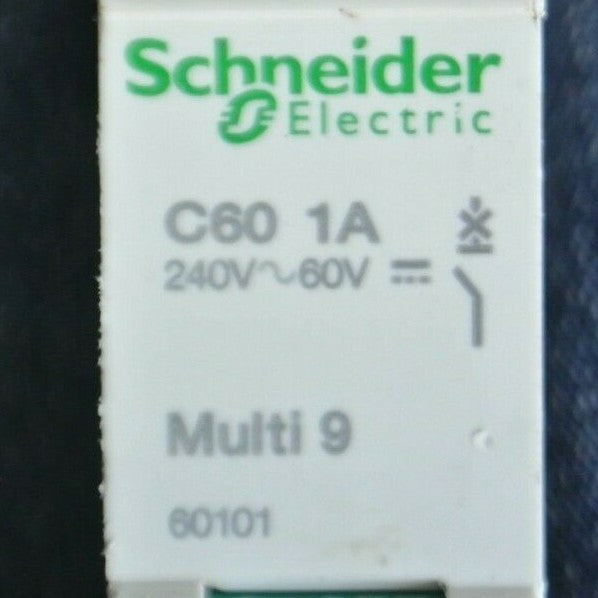 Schneider
Electric
C60 1A
240V~60V ⎓
Multi 9
60101